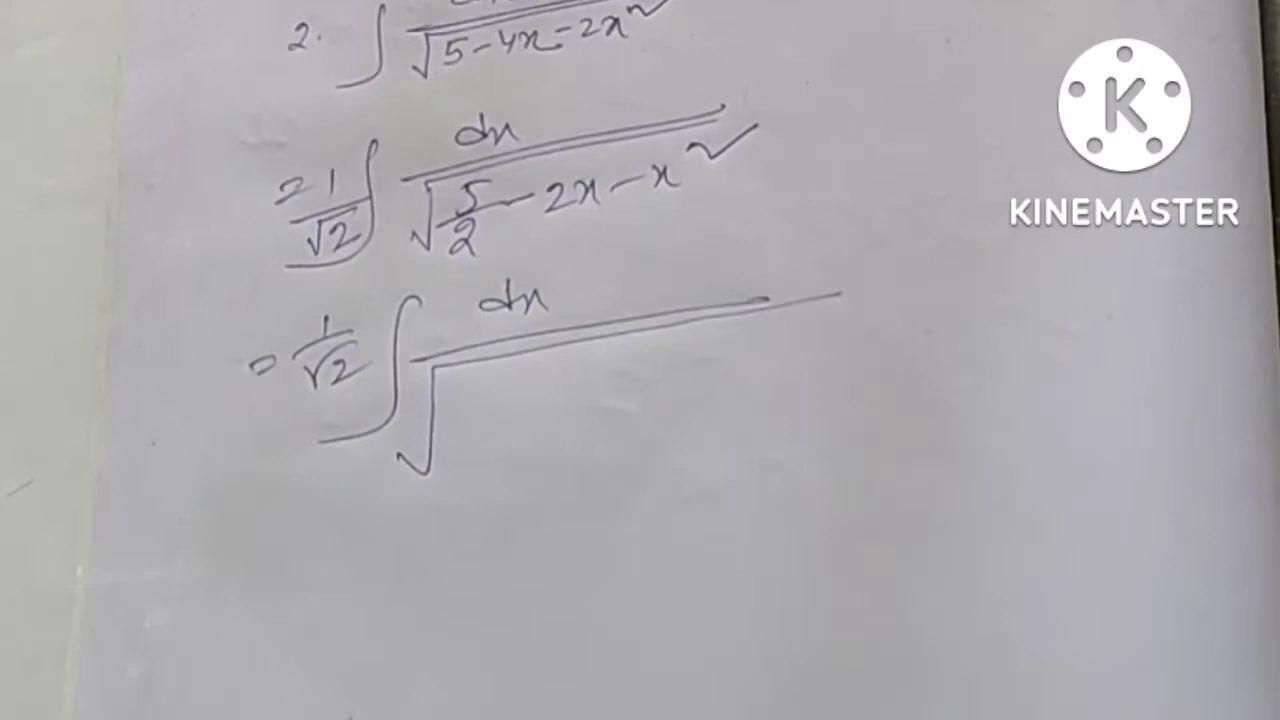 2. ∫ √5-4x-2x²
dx
= 1/√2 ∫ √5/2 - 2x - x²
dx
= 1/√2 ∫ √
K
KINEMASTER